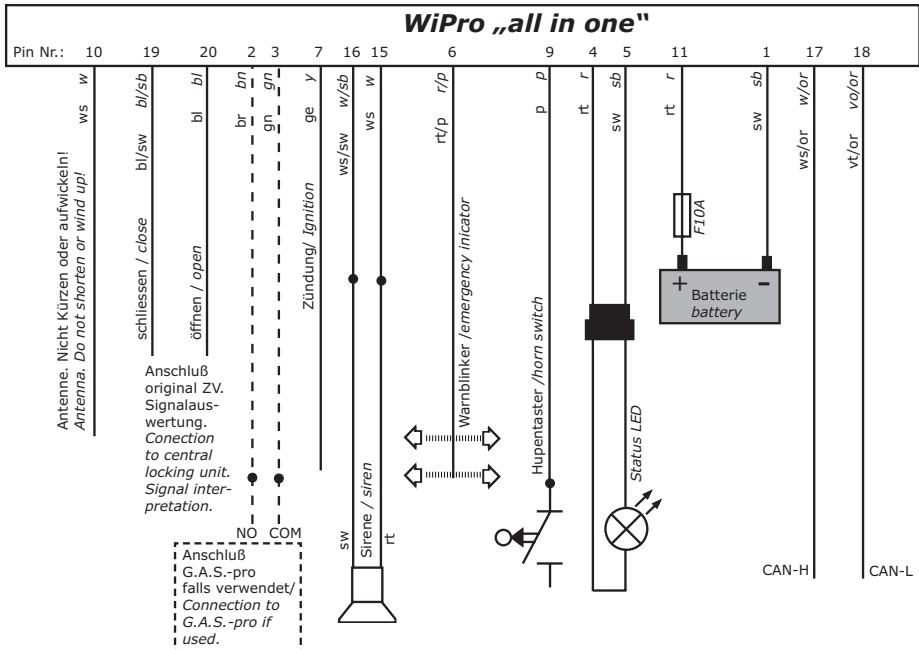 WiPro „all in one“
Pin Nr.: 10 19 20 2 3 7 16 15 6 9 4 5 11 1 17 18
ws w
bl/sw bl/sb
bl bl
br bn
gn gn
ge y
ws/sw w/sb
ws w
rt/p r/p
p p
rt r
sw sb
rt r
sw sb
ws/or w/or
vt/or vo/or
Antenne. Nicht Kürzen oder aufwickeln!
Antenna. Do not shorten or wind up!
schliessen / close
öffnen / open
Anschluß
original ZV.
Signalaus-
wertung.
Conection
to central
locking unit.
Signal inter-
pretation.
NO COM
Anschluß
G.A.S.-pro
falls verwendet/
Connection to
G.A.S.-pro if
used.
Zündung/ Ignition
sw
Sirene / siren
rt
Warnblinker /emergency inicator
Hupentaster /horn switch
Status LED
F10A
+ -
Batterie
battery
CAN-H
CAN-L